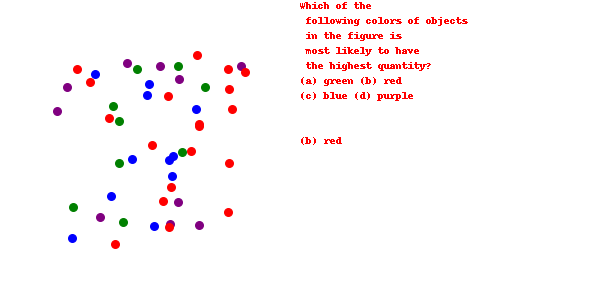 Which of the
following colors of objects
in the figure is
most likely to have
the highest quantity?
(a) green (b) red
(c) blue (d) purple
(b) red